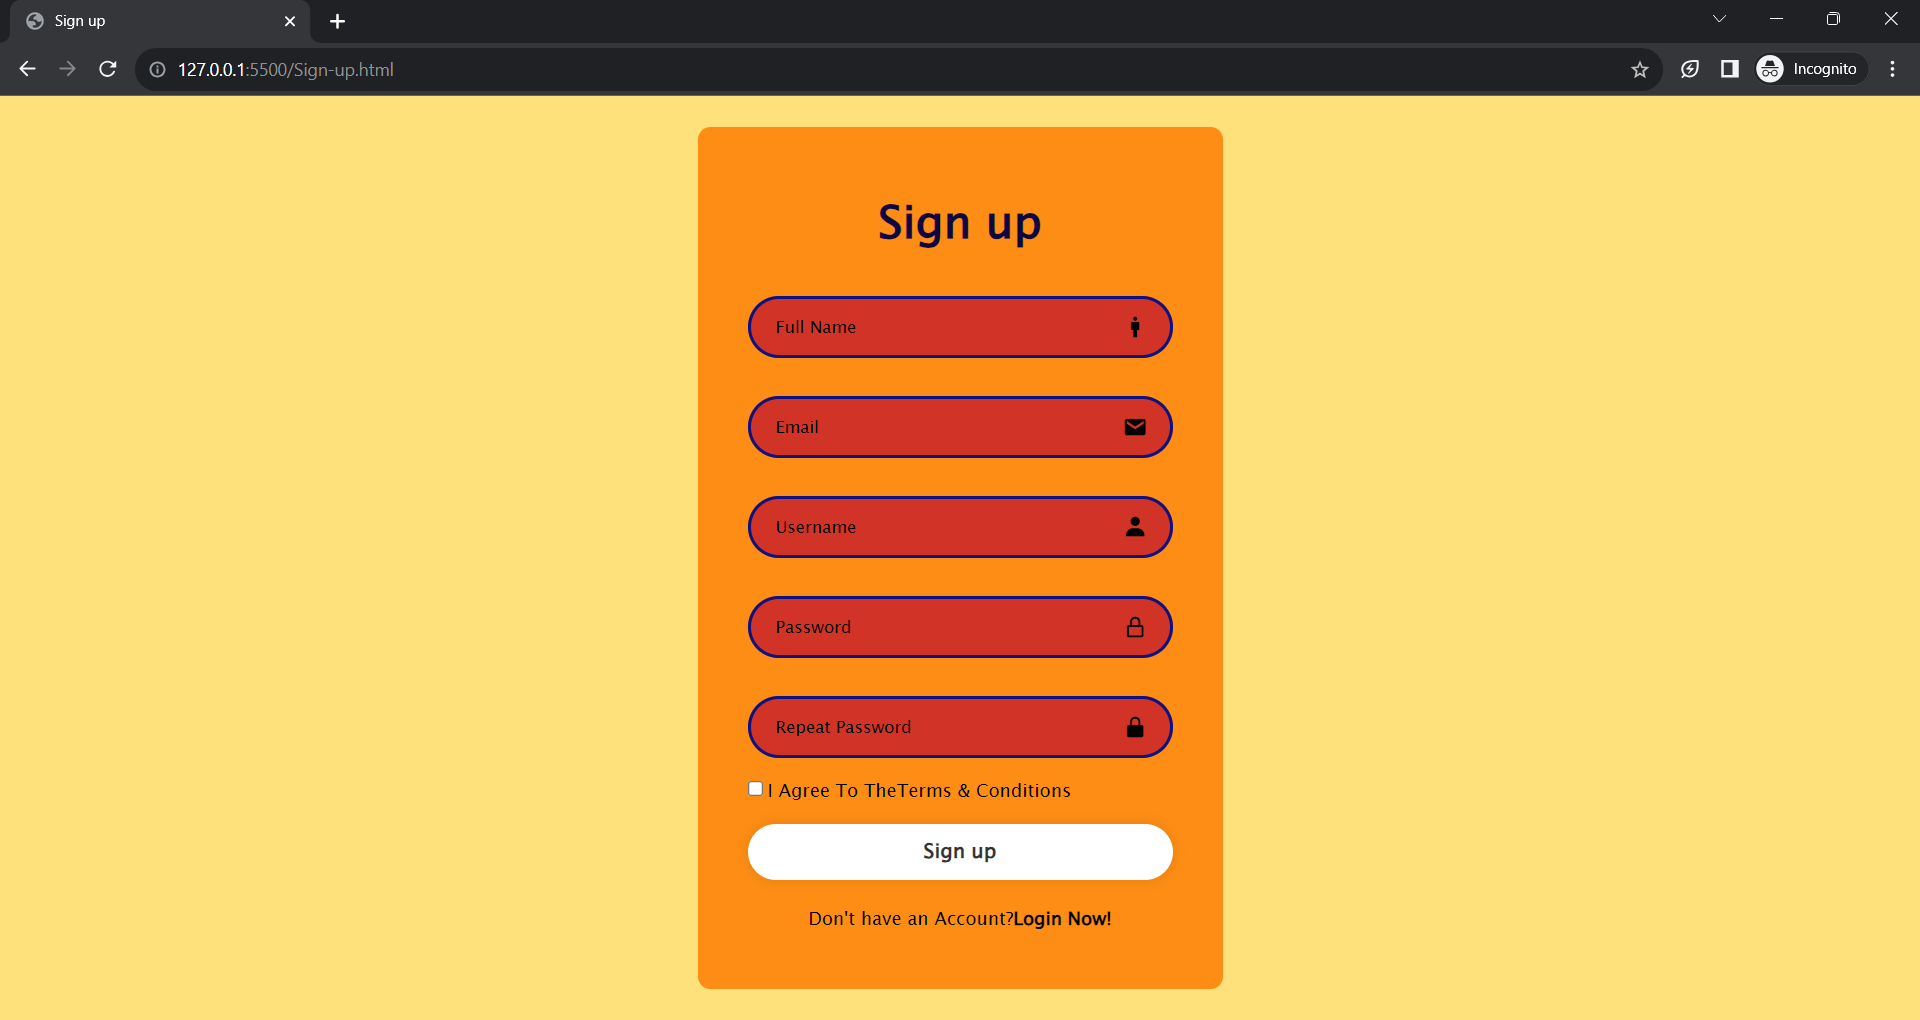 Sign up
127.0.0.1:5500/Sign-up.html
Incognito
Sign up
Full Name
Email
Username
Password
Repeat Password
I Agree To TheTerms & Conditions
Sign up
Don't have an Account?Login Now!